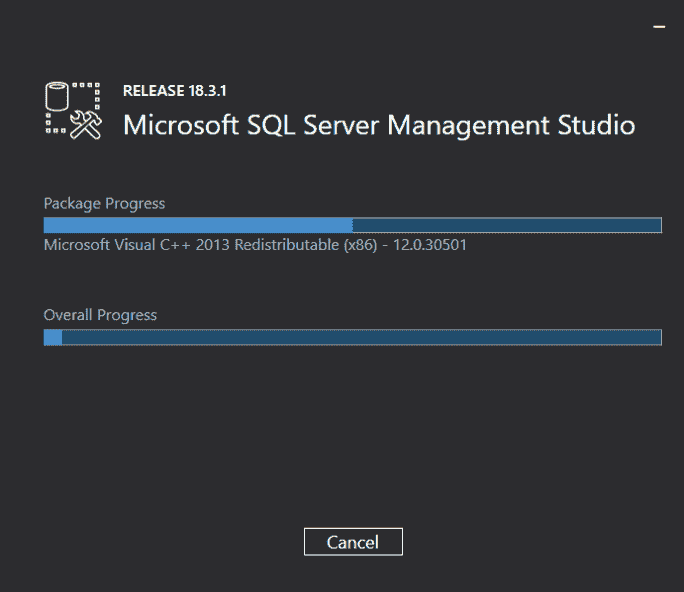 RELEASE 18.3.1
Microsoft SQL Server Management Studio
Package Progress
Microsoft Visual C++ 2013 Redistributable (x86) - 12.0.30501
Overall Progress
Cancel